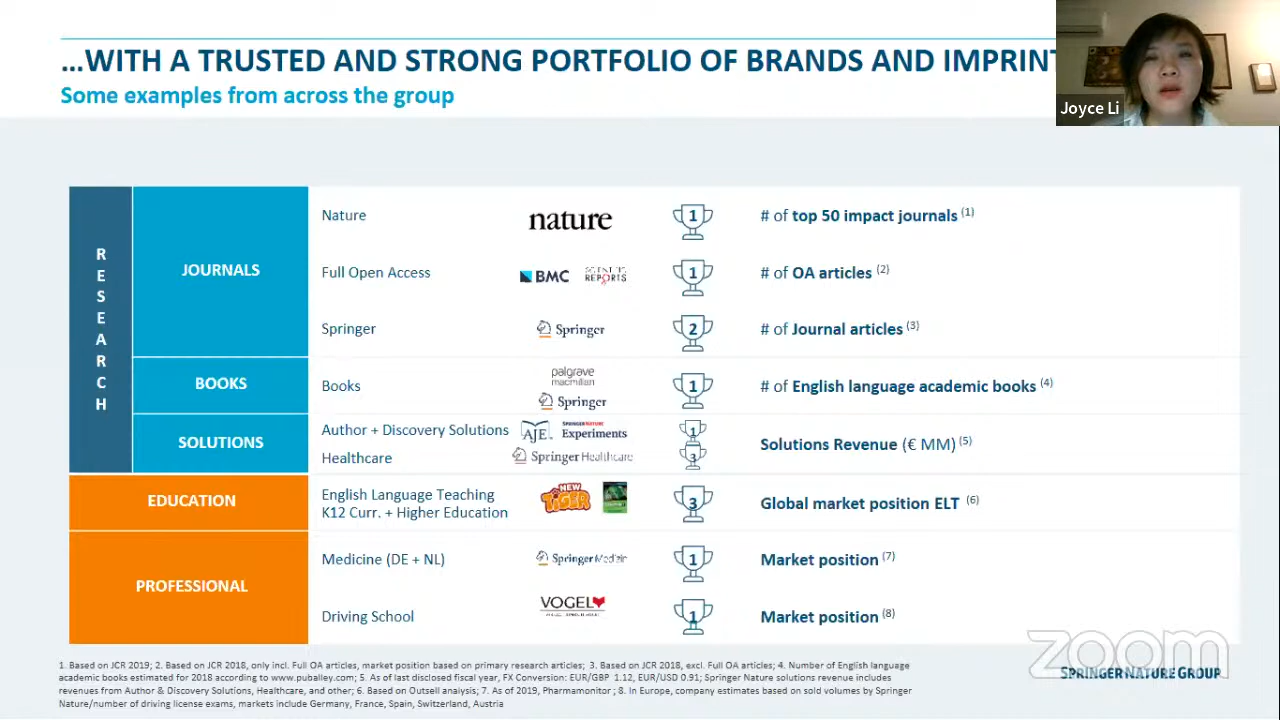 ...WITH A TRUSTED AND STRONG PORTFOLIO OF BRANDS AND IMPRINT
Some examples from across the group
Joyce Li
RESEARCH
JOURNALS
Nature
nature
1
# of top 50 impact journals (1)
Full Open Access
BMC
SCIENTIFIC REPORTS
1
# of OA articles (2)
Springer
Springer
2
# of Journal articles (3)
BOOKS
Books
palgrave
macmillan
Springer
1
# of English language academic books (4)
SOLUTIONS
Author + Discovery Solutions
AJE
SPRINGER NATURE
Experiments
1
Healthcare
Springer Healthcare
3
Solutions Revenue (€ MM) (5)
EDUCATION
English Language Teaching
K12 Curr. + Higher Education
NEW
TIGER
3
Global market position ELT (6)
PROFESSIONAL
Medicine (DE + NL)
Springer Medizin
1
Market position (7)
Driving School
VOGEL
1
Market position (8)
zoom
SPRINGER NATURE GROUP
1. Based on JCR 2019; 2. Based on JCR 2018, only incl. Full OA articles, market position based on primary research articles; 3. Based on JCR 2018, excl. Full OA articles; 4. Number of English language
academic books estimated for 2018 according to www.puballey.com; 5. As of last disclosed fiscal year, FX Conversion: EUR/GBP 1.12, EUR/USD 0.91; Springer Nature solutions revenue includes
revenues from Author & Discovery Solutions, Healthcare, and other; 6. Based on Outsell analysis; 7. As of 2019, Pharmamonitor ; 8. In Europe, company estimates based on sold volumes by Springer
Nature/number of driving license exams, markets include Germany, France, Spain, Switzerland, Austria